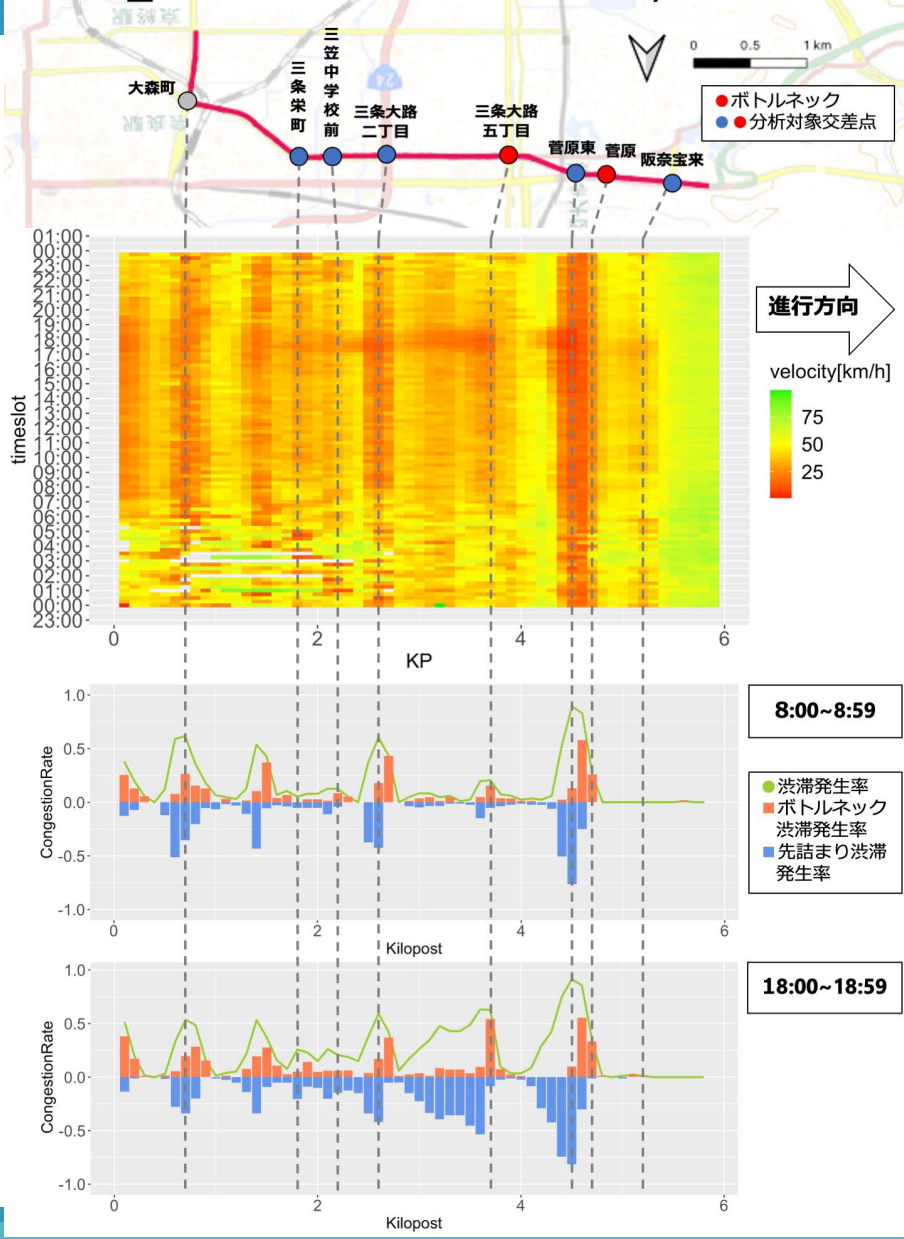 0 0.5 1 km
24
大森町
三条栄町
三笠中学校前
三条大路
二丁目
三条大路
五丁目
菅原東
菅原
阪奈宝来
ボトルネック
分析対象交差点
01:00
00:00
23:00
22:00
21:00
20:00
19:00
18:00
17:00
16:00
15:00
14:00
13:00
12:00
11:00
10:00
09:00
08:00
07:00
06:00
05:00
04:00
03:00
02:00
01:00
00:00
23:00
timeslot
0 2 4 6
KP
進行方向
velocity[km/h]
75
50
25
8:00~8:59
1.0
0.5
0.0
-0.5
-1.0
CongestionRate
0 2 4 6
Kilopost
渋滞発生率
ボトルネック
渋滞発生率
先詰まり渋滞
発生率
18:00~18:59
1.0
0.5
0.0
-0.5
-1.0
CongestionRate
0 2 4 6
Kilopost